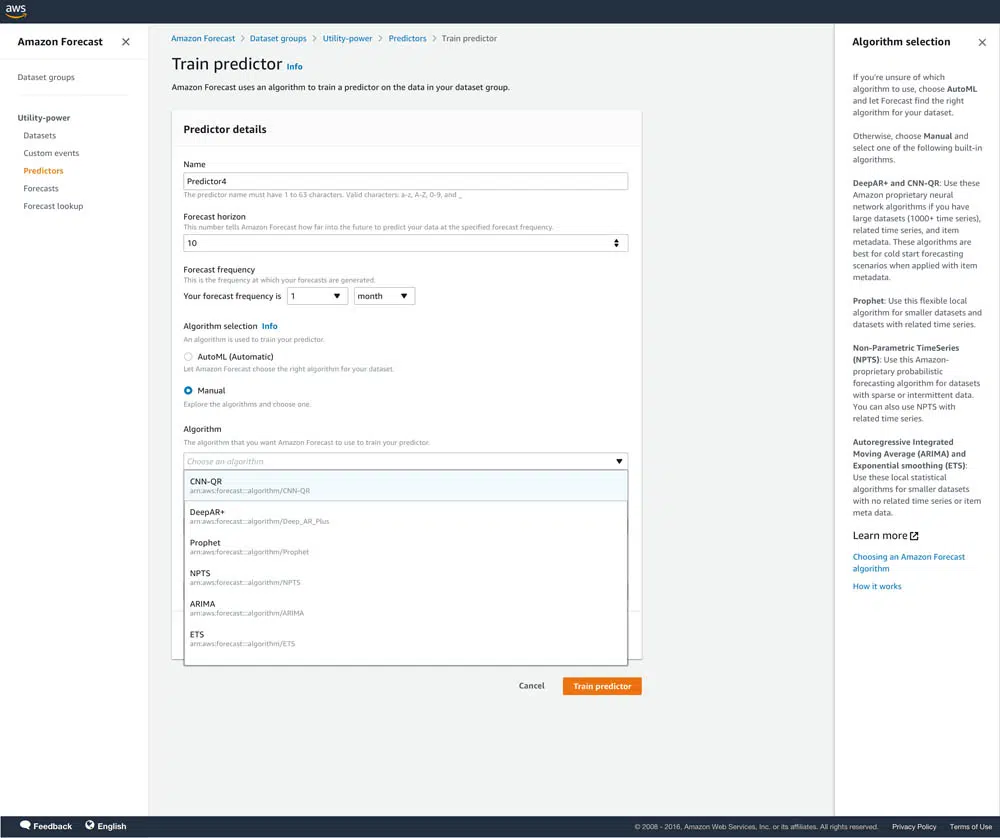 aws
Amazon Forecast
Dataset groups
Utility-power
Datasets
Custom events
Predictors
Forecasts
Forecast lookup
Amazon Forecast > Dataset groups > Utility-power > Predictors > Train predictor
Train predictor Info
Amazon Forecast uses an algorithm to train a predictor on the data in your dataset group.
Predictor details
Name
Predictor4
The predictor name must have 1 to 63 characters. Valid characters: a-z, A-Z, 0-9, and _
Forecast horizon
This number tells Amazon Forecast how far into the future to predict your data at the specified forecast frequency.
10
Forecast frequency
This is the frequency at which your forecasts are generated.
Your forecast frequency is 1 month
Algorithm selection Info
An algorithm is used to train your predictor.
AutoML (Automatic)
Let Amazon Forecast choose the right algorithm for your dataset.
Manual
Explore the algorithms and choose one.
Algorithm
The algorithm that you want Amazon Forecast to use to train your predictor.
Choose an algorithm
CNN-QR
arn:aws:forecast:::algorithm/CNN-QR
DeepAR+
arn:aws:forecast:::algorithm/Deep_AR_Plus
Prophet
arn:aws:forecast:::algorithm/Prophet
NPTS
arn:aws:forecast:::algorithm/NPTS
ARIMA
arn:aws:forecast:::algorithm/ARIMA
ETS
arn:aws:forecast:::algorithm/ETS
Cancel
Train predictor
Algorithm selection
If you're unsure of which
algorithm to use, choose AutoML
and let Forecast find the right
algorithm for your dataset.
Otherwise, choose Manual and
select one of the following built-in
algorithms.
DeepAR+ and CNN-QR: Use these
Amazon proprietary neural
network algorithms if you have
large datasets (1000+ time series),
related time series, and item
metadata. These algorithms are
best for cold start forecasting
scenarios when applied with item
metadata.
Prophet: Use this flexible local
algorithm for smaller datasets and
datasets with related time series.
Non-Parametric TimeSeries
(NPTS): Use this Amazon-
proprietary probabilistic
forecasting algorithm for datasets
with sparse or intermittent data.
You can also use NPTS with
related time series.
Autoregressive Integrated
Moving Average (ARIMA) and
Exponential smoothing (ETS):
Use these local statistical
algorithms for smaller datasets
with no related time series or item
meta data.
Learn more
Choosing an Amazon Forecast
algorithm
How it works
Feedback
English
© 2008 - 2016, Amazon Web Services, Inc. or its affiliates. All rights reserved.
Privacy Policy
Terms of Use